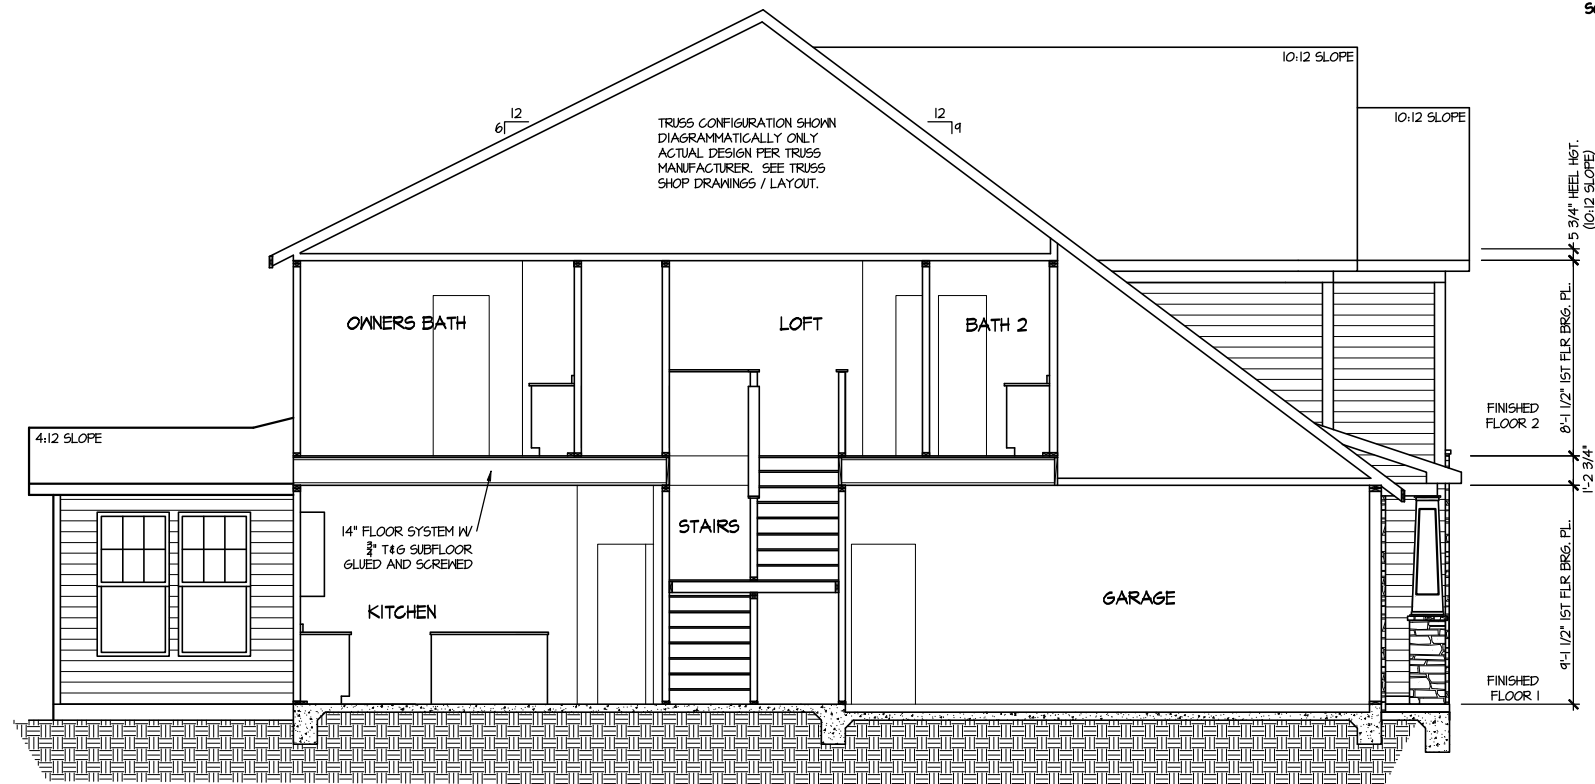 10:12 SLOPE
10:12 SLOPE
12
6
12
9
TRUSS CONFIGURATION SHOWN
DIAGRAMMATICALLY ONLY
ACTUAL DESIGN PER TRUSS
MANUFACTURER. SEE TRUSS
SHOP DRAWINGS / LAYOUT.
5 3/4" HEEL HGT.
(10:12 SLOPE)
OWNERS BATH
LOFT
BATH 2
8'-1 1/2" 1ST FLR BRG. PL.
FINISHED
FLOOR 2
4:12 SLOPE
1'-2 3/4"
14" FLOOR SYSTEM W/
3/4" T&G SUBFLOOR
GLUED AND SCREWED
STAIRS
KITCHEN
GARAGE
9'-1 1/2" 1ST FLR BRG. PL.
FINISHED
FLOOR 1